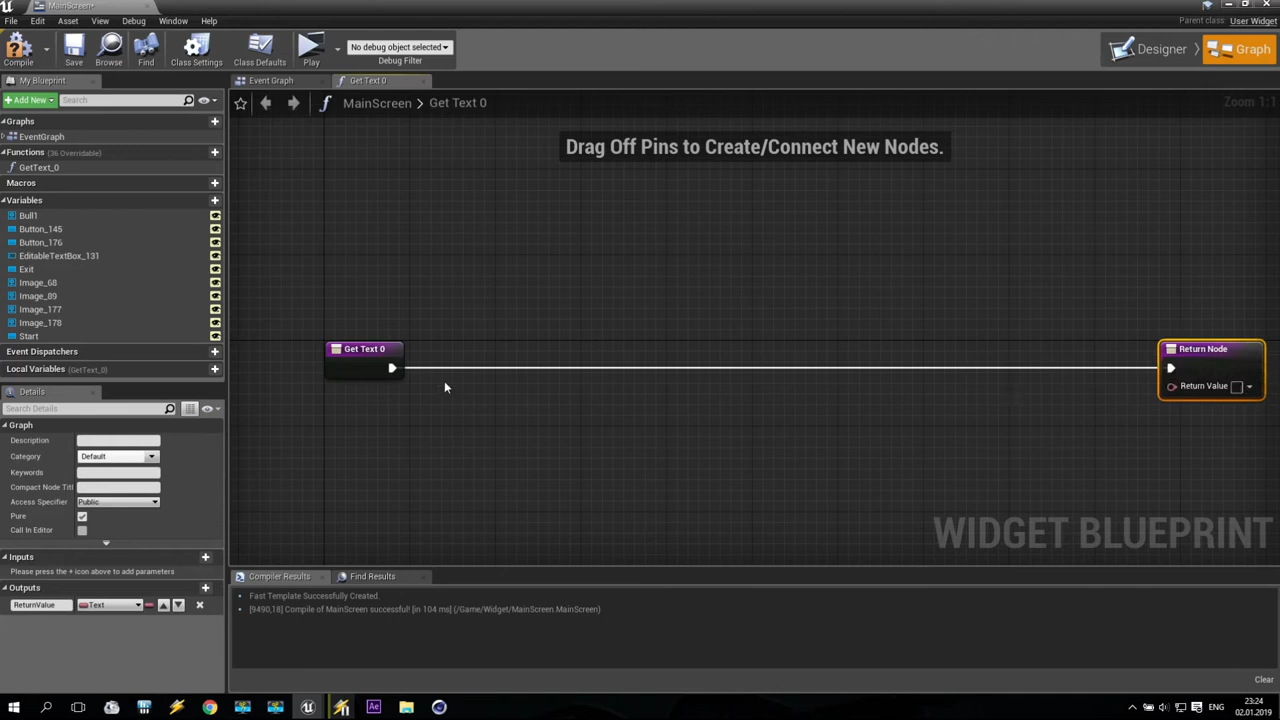 MainScreen*
File Edit Asset View Debug Window Help
Parent class: User Widget
Compile
Save
Browse
Find
Class Settings
Class Defaults
Play
No debug object selected
Debug Filter
Designer
Graph
My Blueprint
Event Graph
Get Text 0
Add New
Search
MainScreen > Get Text 0
Zoom 1:1
Graphs
EventGraph
Functions (36 Overridable)
GetText_0
Macros
Variables
Bull1
Button_145
Button_176
EditableTextBox_131
Exit
Image_68
Image_89
Image_177
Image_178
Start
Event Dispatchers
Local Variables (GetText_0)
Drag Off Pins to Create/Connect New Nodes.
Get Text 0
Return Node
Return Value
WIDGET BLUEPRINT
Details
Search Details
Graph
Description
Category Default
Keywords
Compact Node Titl
Access Specifier Public
Pure
Call In Editor
Inputs
Please press the + icon above to add parameters
Outputs
ReturnValue Text
Compiler Results
Find Results
Fast Template Successfully Created.
[9490,18] Compile of MainScreen successful! [in 104 ms] (/Game/Widget/MainScreen.MainScreen)
Clear
ENG
23:24
02.01.2019